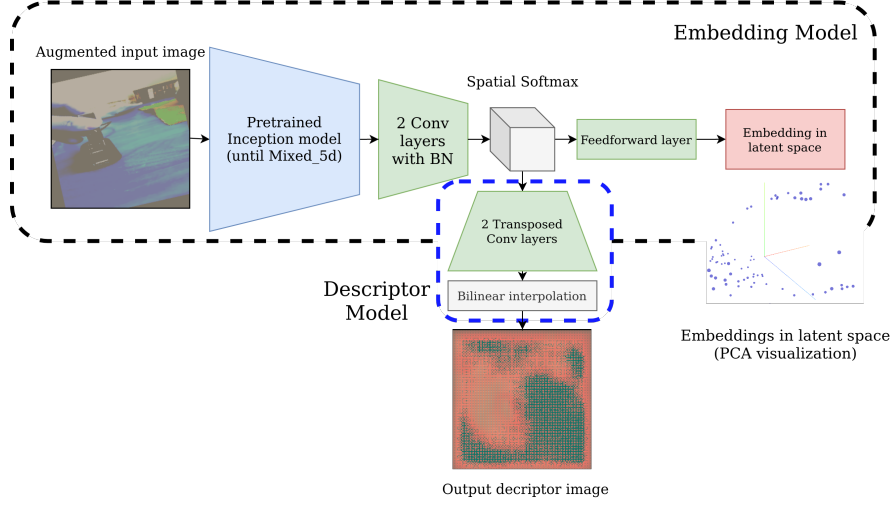 Embedding Model
Augmented input image
Spatial Softmax
Pretrained
Inception model
(until Mixed_5d)
2 Conv
layers
with BN
Feedforward layer
Embedding in
latent space
2 Transposed
Conv layers
Bilinear interpolation
Descriptor
Model
Embeddings in latent space
(PCA visualization)
Output decriptor image